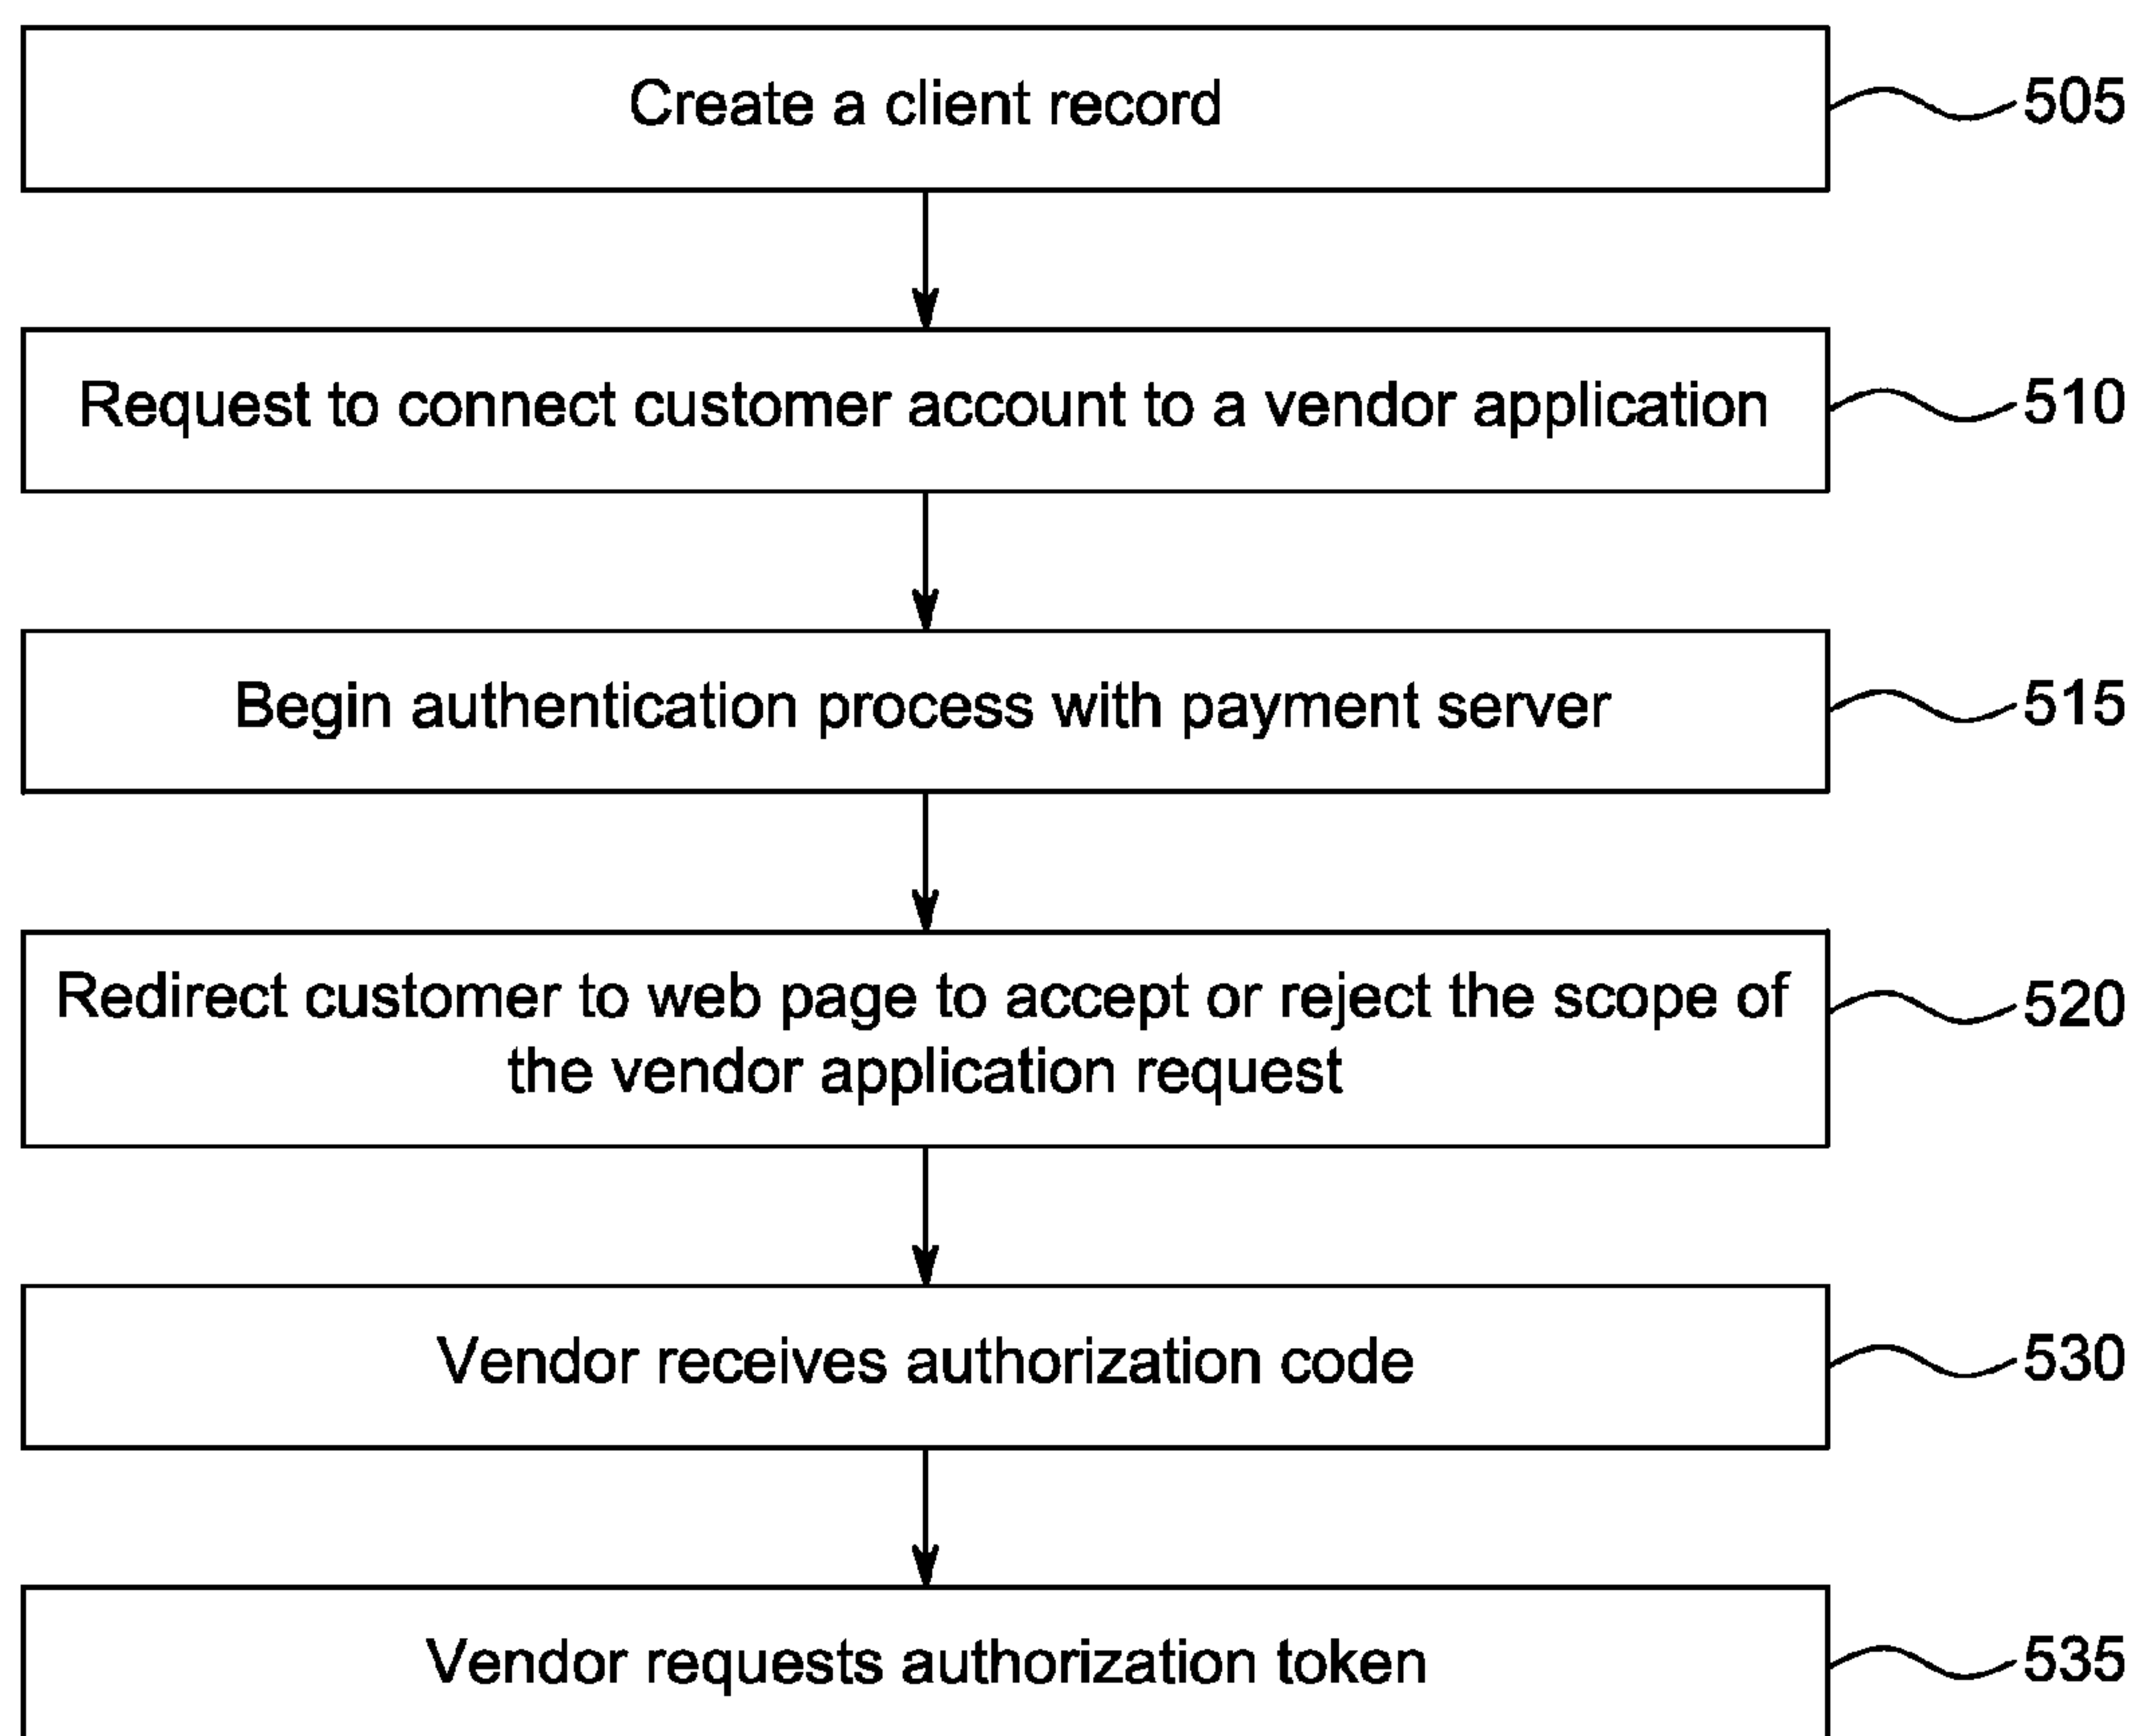 Create a client record
505
Request to connect customer account to a vendor application
510
Begin authentication process with payment server
515
Redirect customer to web page to accept or reject the scope of
the vendor application request
520
Vendor receives authorization code
530
Vendor requests authorization token
535